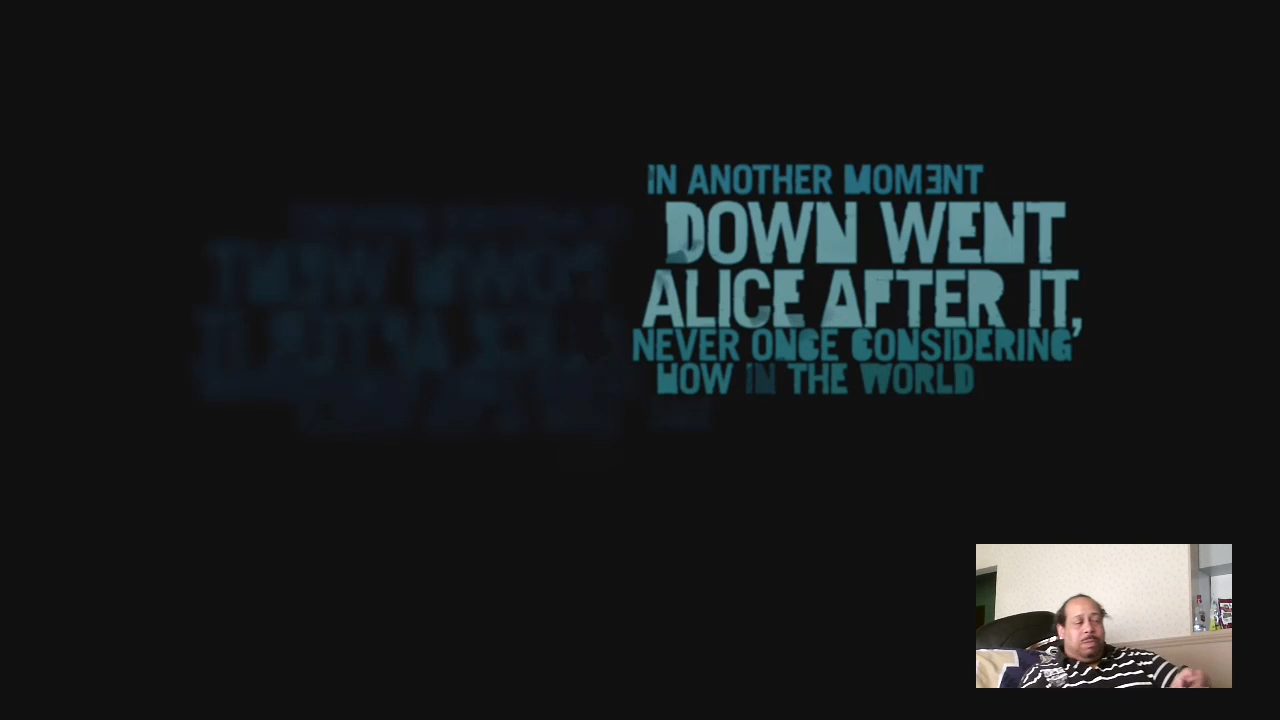 IN ANOTHER MOMENT
DOWN WENT
ALICE AFTER IT,
NEVER ONCE CONSIDERING
HOW IN THE WORLD